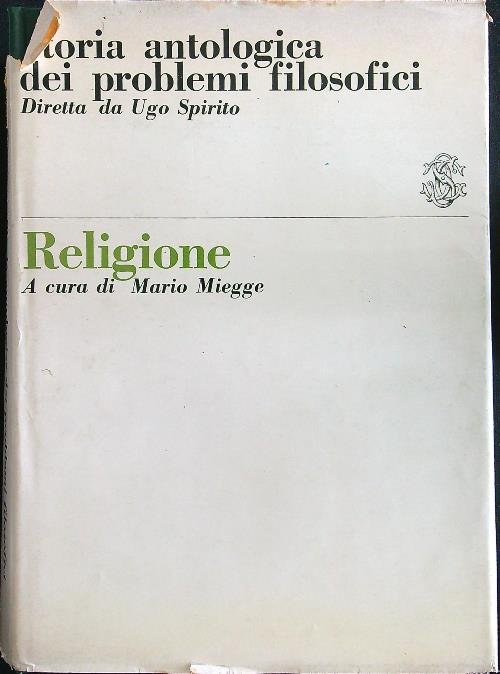 toria antologica
dei problemi filosofici
Diretta da Ugo Spirito
Religione
A cura di Mario Miegge